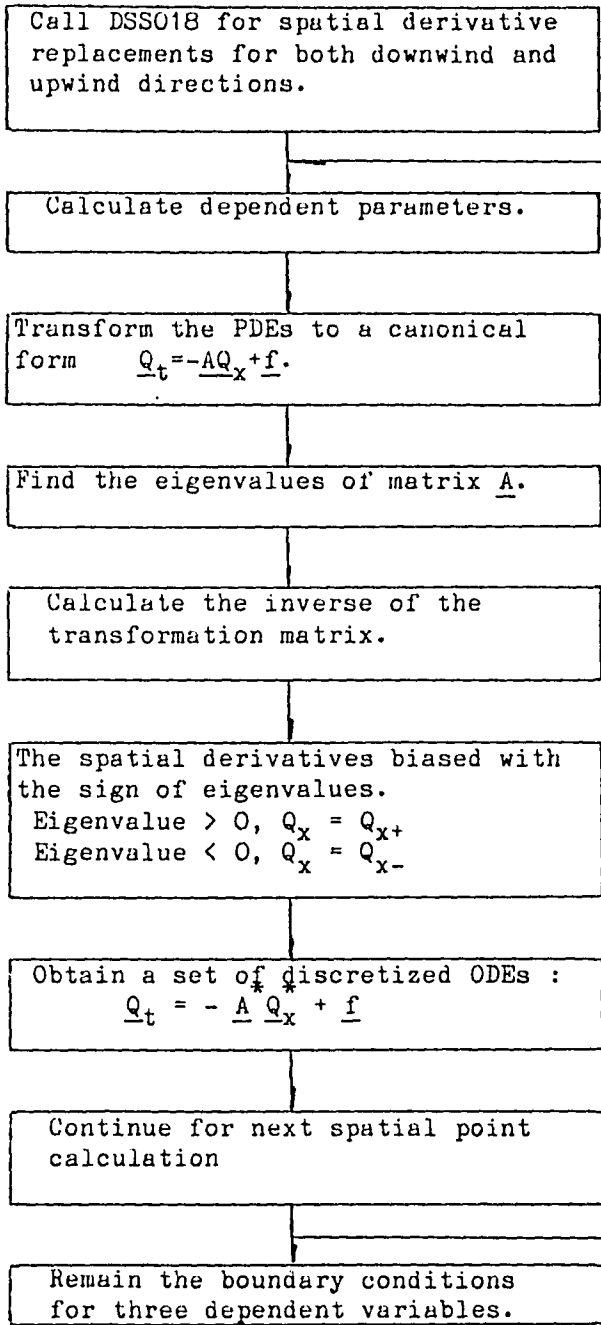 Call DSS018 for spatial derivative
replacements for both downwind and
upwind directions.
Calculate dependent parameters.
Transform the PDEs to a canonical
form Q_t=-AQ_x+f.
Find the eigenvalues of matrix A.
Calculate the inverse of the
transformation matrix.
The spatial derivatives biased with
the sign of eigenvalues.
Eigenvalue > 0, Q_x = Q_x+
Eigenvalue < 0, Q_x = Q_x-
Obtain a set of discretized ODEs :
Q_t = - A* Q_x* + f
Continue for next spatial point
calculation
Remain the boundary conditions
for three dependent variables.